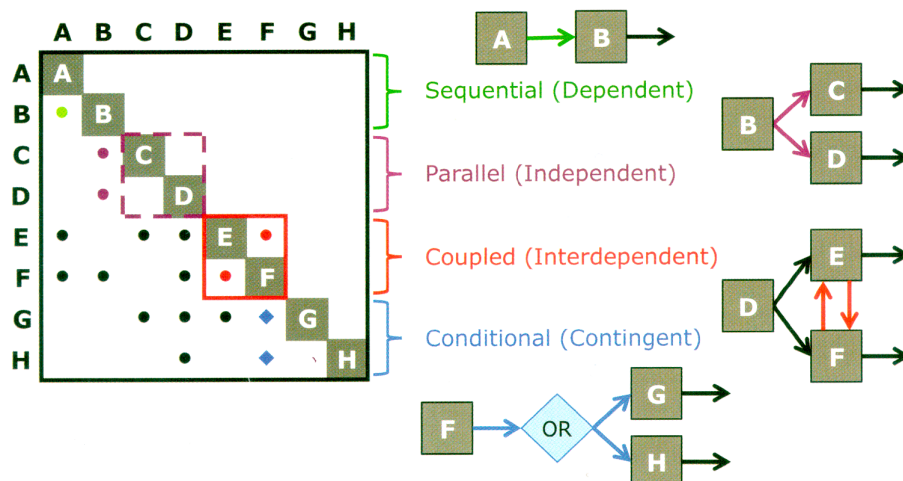 A B C D E F G H
A A
B B
C C
D D
E E
F F
G G
H H
Sequential (Dependent)
Parallel (Independent)
Coupled (Interdependent)
Conditional (Contingent)
A B
B C
D
D E
F
F OR G
H